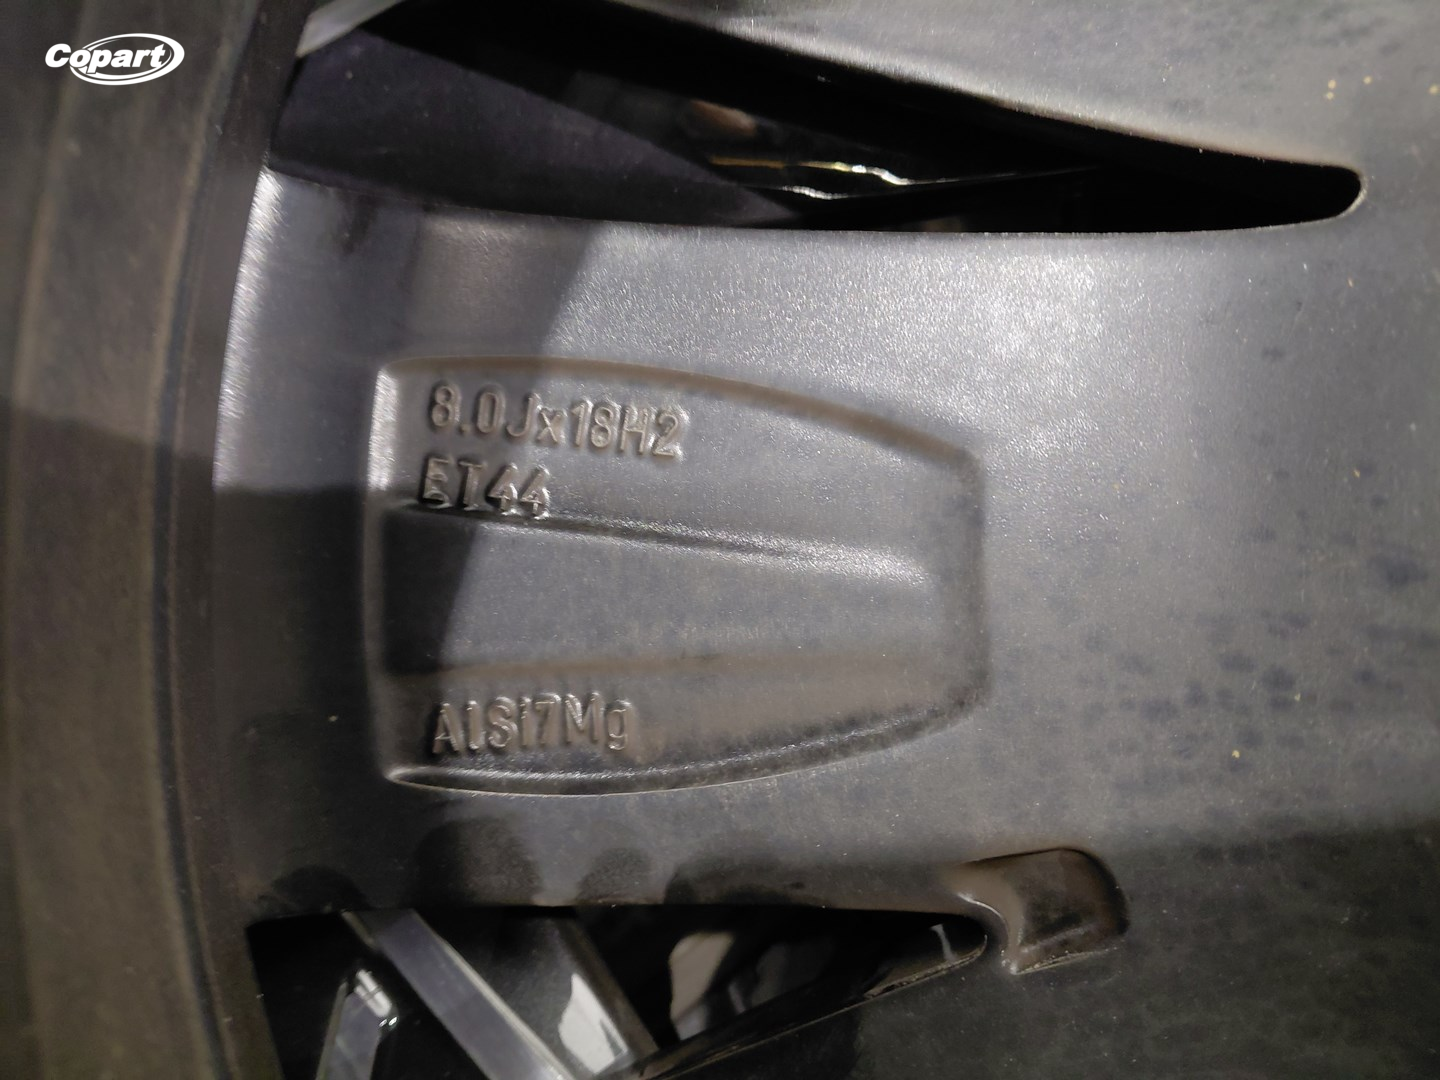 Copart
8.0Jx18H2
ET44
AlSi7Mg